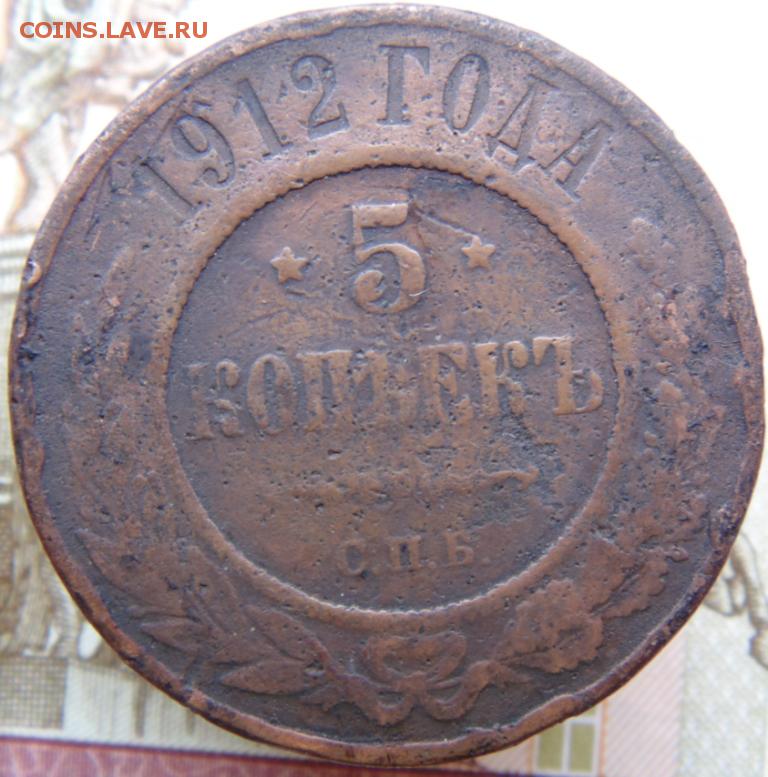 COINS.LAVE.RU
1912 ГОДА
5
КОПѢЕКЪ
С.П.Б.